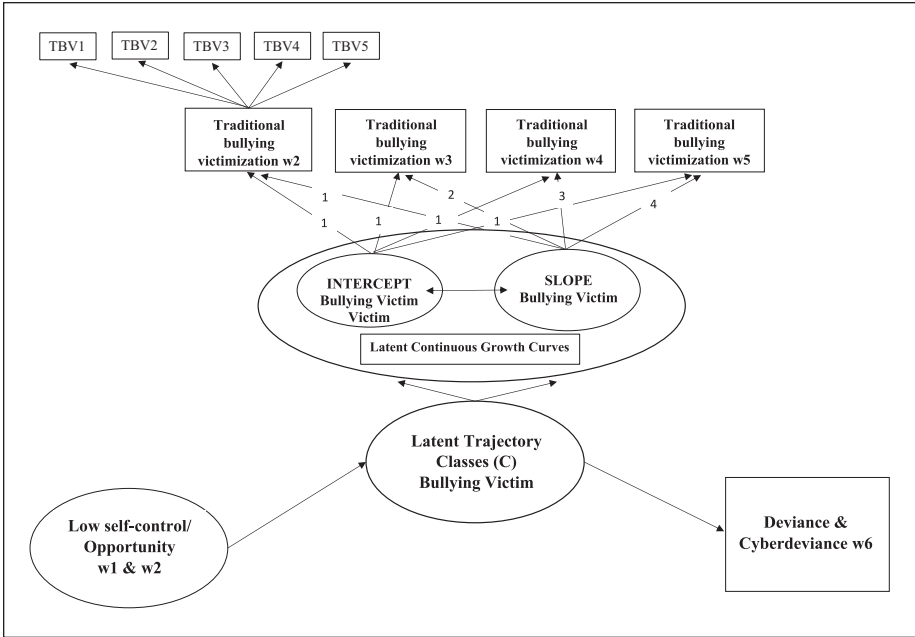 TBV1
TBV2
TBV3
TBV4
TBV5
Traditional
bullying
victimization w2
Traditional
bullying
victimization w3
Traditional
bullying
victimization w4
Traditional
bullying
victimization w5
1
2
3
4
1
1
1
1
INTERCEPT
Bullying Victim
Victim
SLOPE
Bullying Victim
Latent Continuous Growth Curves
Latent Trajectory
Classes (C)
Bullying Victim
Low self-control/
Opportunity
w1 & w2
Deviance &
Cyberdeviance w6